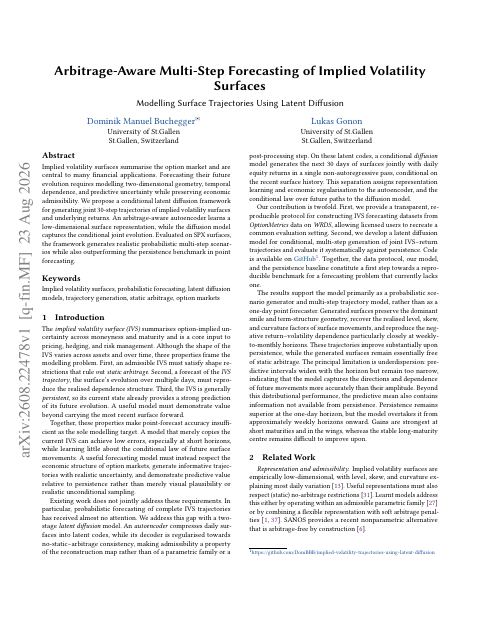 Arbitrage-Aware Multi-Step Forecasting of Implied Volatility
Surfaces
Modelling Surface Trajectories Using Latent Diffusion
Dominik Manuel Buchegger*
University of St.Gallen
St.Gallen, Switzerland
Lukas Gonon
University of St.Gallen
St.Gallen, Switzerland
arXiv:2608.22478v1 [q-fin.MF] 23 Aug 2026
Abstract
Implied volatility surfaces summarise the option market and are
central to many financial applications. Forecasting their future
evolution requires modelling two-dimensional geometry, temporal
dependence, and predictive uncertainty while preserving economic
admissibility. We propose a conditional latent diffusion framework
for generating joint 30-step trajectories of implied volatility surfaces
and underlying returns. An arbitrage-aware autoencoder learns a
low-dimensional surface representation, while the diffusion model
captures the conditional joint evolution. Evaluated on SPX surfaces,
the framework generates realistic probabilistic multi-step scenar-
ios while also outperforming the persistence benchmark in point
forecasting.
Keywords
Implied volatility surfaces, probabilistic forecasting, latent diffusion
models, trajectory generation, static arbitrage, option markets
1 Introduction
The implied volatility surface (IVS) summarises option-implied un-
certainty across moneyness and maturity and is a core input to
pricing, hedging, and risk management. Although the shape of the
IVS varies across assets and over time, three properties frame the
modelling task. First, an admissible IVS must satisfy shape re-
strictions that rule out static arbitrage. Second, a forecast of the IVS
trajectory, the surface's evolution over multiple days, must repro-
duce the realised dependence structure. Third, the IVS is generally
persistent, so its current state already provides a strong prediction
of its future evolution. A useful model must demonstrate value
beyond carrying the most recent surface forward.
Together, these properties make point-forecast accuracy insuffi-
cient as the sole modelling target. A model that merely copies the
current IVS can achieve low errors, especially at short horizons,
while learning little about the conditional law of future surface
movements. A useful forecasting model must instead respect the
economic structure of option markets, generate informative trajec-
tories with realistic uncertainty, and demonstrate predictive value
relative to persistence rather than merely visual plausibility or
realistic unconditional sampling.
Existing work does not jointly address these requirements. In
particular, probabilistic forecasting of complete IVS trajectories
has received almost no attention. We address this gap with a two-
stage latent diffusion model. An autoencoder compresses daily sur-
faces into latent codes, while its decoder is regularised towards
no-static-arbitrage consistency, making admissibility a property
of the reconstruction map rather than of a parametric family or a
post-processing step. On these latent codes, a conditional diffusion
model generates the next 30 days of surfaces jointly with daily
equity returns in a single non-autoregressive pass, conditional on
the recent surface history. This separation assigns representation
learning and economic regularisation to the autoencoder, and the
conditional law over future paths to the diffusion model.
Our contribution is twofold. First, we provide a transparent, re-
producible protocol for constructing IVS forecasting datasets from
OptionMetrics data on WRDS, allowing licensed users to recreate a
common evaluation setting. Second, we develop a latent diffusion
model for conditional, multi-step generation of joint IVS–return
trajectories and evaluate it systematically against persistence. Code
is available on GitHub¹. Together, the data protocol, our model,
and the persistence baseline constitute a first step towards a repro-
ducible benchmark for a forecasting problem that currently lacks
one.
The results support the model primarily as a probabilistic sce-
nario generator and multi-step trajectory model, rather than as a
one-day point forecaster. Generated surfaces preserve the dominant
smile and term-structure geometry, recover the realised level, skew,
and curvature factors of surface movements, and reproduce the neg-
ative return–volatility dependence particularly closely at weekly-
to-monthly horizons. These trajectories improve substantially upon
persistence, while the generated surfaces remain essentially free
of static arbitrage. The principal limitation is underdispersion: pre-
dictive intervals widen with the horizon but remain too narrow,
indicating that the model captures the directions and dependence
of future movements more accurately than their amplitude. Beyond
this distributional performance, the predictive mean also contains
information not available from persistence. Persistence remains
superior at the one-day horizon, but the model overtakes it from
approximately weekly horizons onward. Gains are strongest at
short maturities and in the wings, whereas the stable long-maturity
centre remains difficult to improve upon.
2 Related Work
Representation and admissibility. Implied volatility surfaces are
empirically low-dimensional, with level, skew, and curvature ex-
plaining most daily variation [15]. Useful representations must also
respect (static) no-arbitrage restrictions [31]. Learnt models address
this either by operating within an admissible parametric family [27]
or by combining a flexible representation with soft arbitrage penal-
ties [1, 37]. SANOS provides a recent nonparametric alternative
that is arbitrage-free by construction [6].
¹https://github.com/DomiBB8/implied-volatility-trajectories-using-latent-diffusion